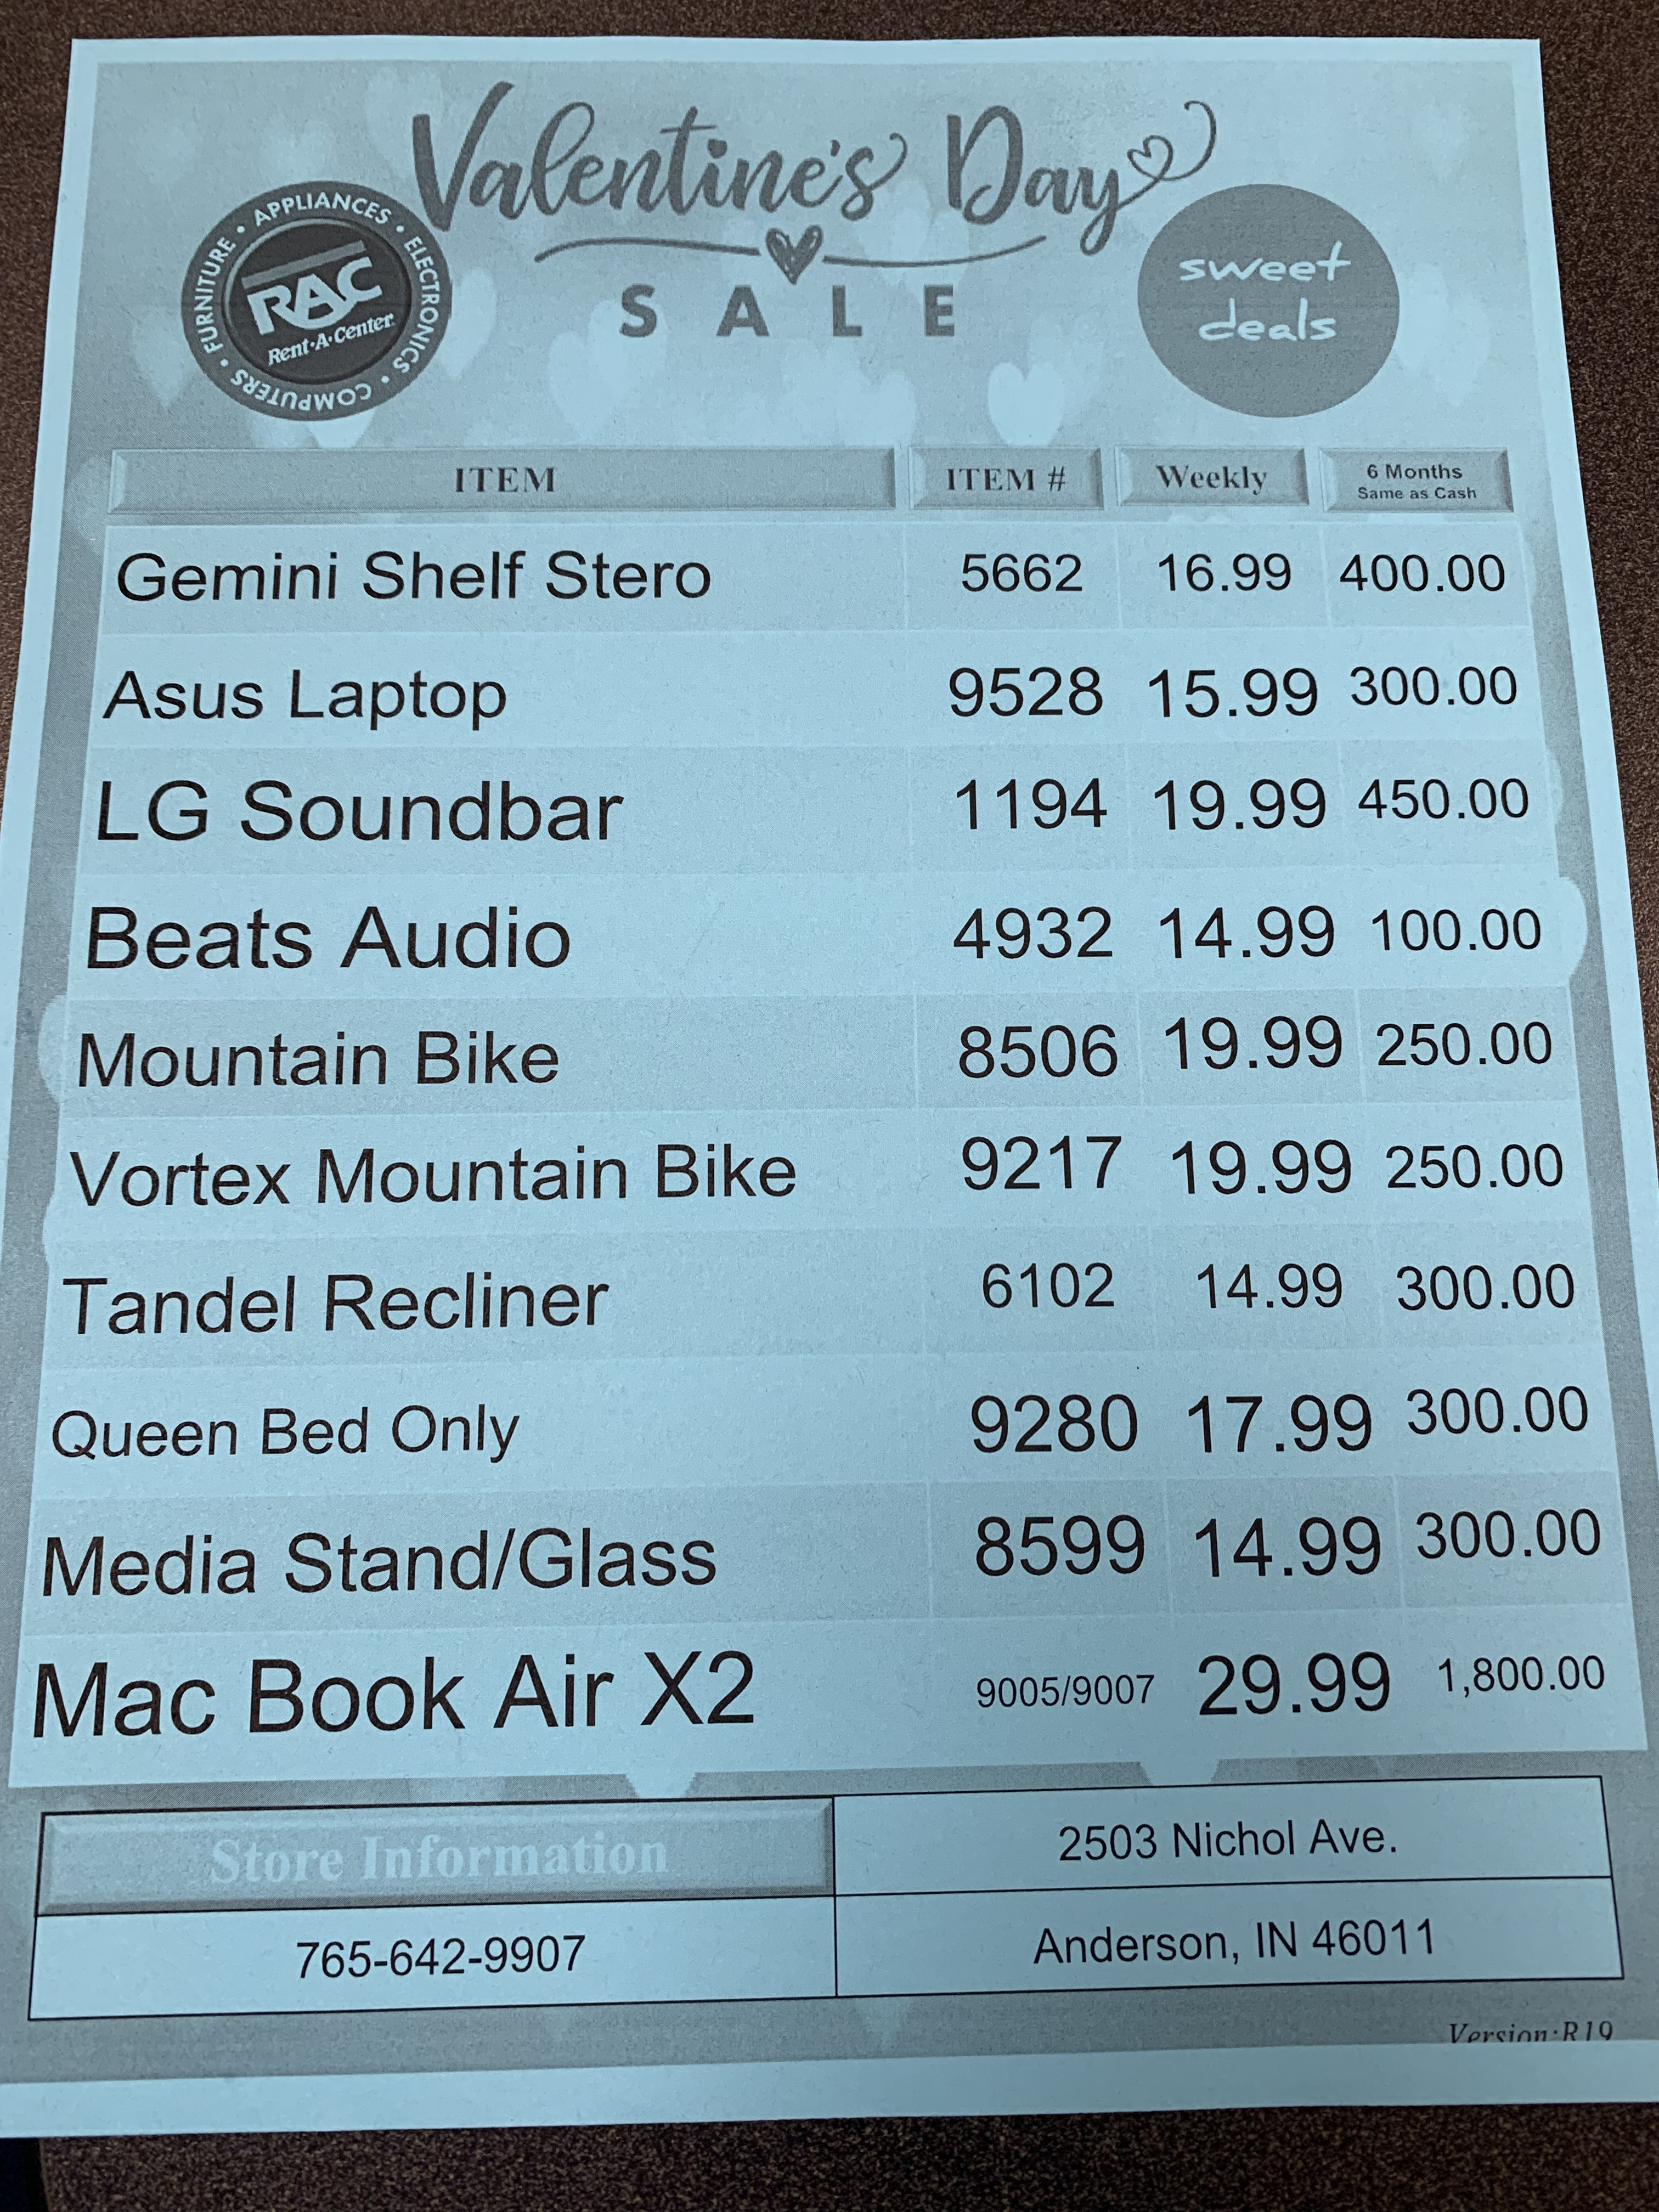 Valentine's Day
SALE
FURNITURE • APPLIANCES • ELECTRONICS • COMPUTERS •
RAC
Rent-A-Center
sweet
deals
ITEM ITEM # Weekly 6 Months Same as Cash
Gemini Shelf Stero 5662 16.99 400.00
Asus Laptop 9528 15.99 300.00
LG Soundbar 1194 19.99 450.00
Beats Audio 4932 14.99 100.00
Mountain Bike 8506 19.99 250.00
Vortex Mountain Bike 9217 19.99 250.00
Tandel Recliner 6102 14.99 300.00
Queen Bed Only 9280 17.99 300.00
Media Stand/Glass 8599 14.99 300.00
Mac Book Air X2 9005/9007 29.99 1,800.00
Store Information 2503 Nichol Ave.
765-642-9907 Anderson, IN 46011
Version:R19